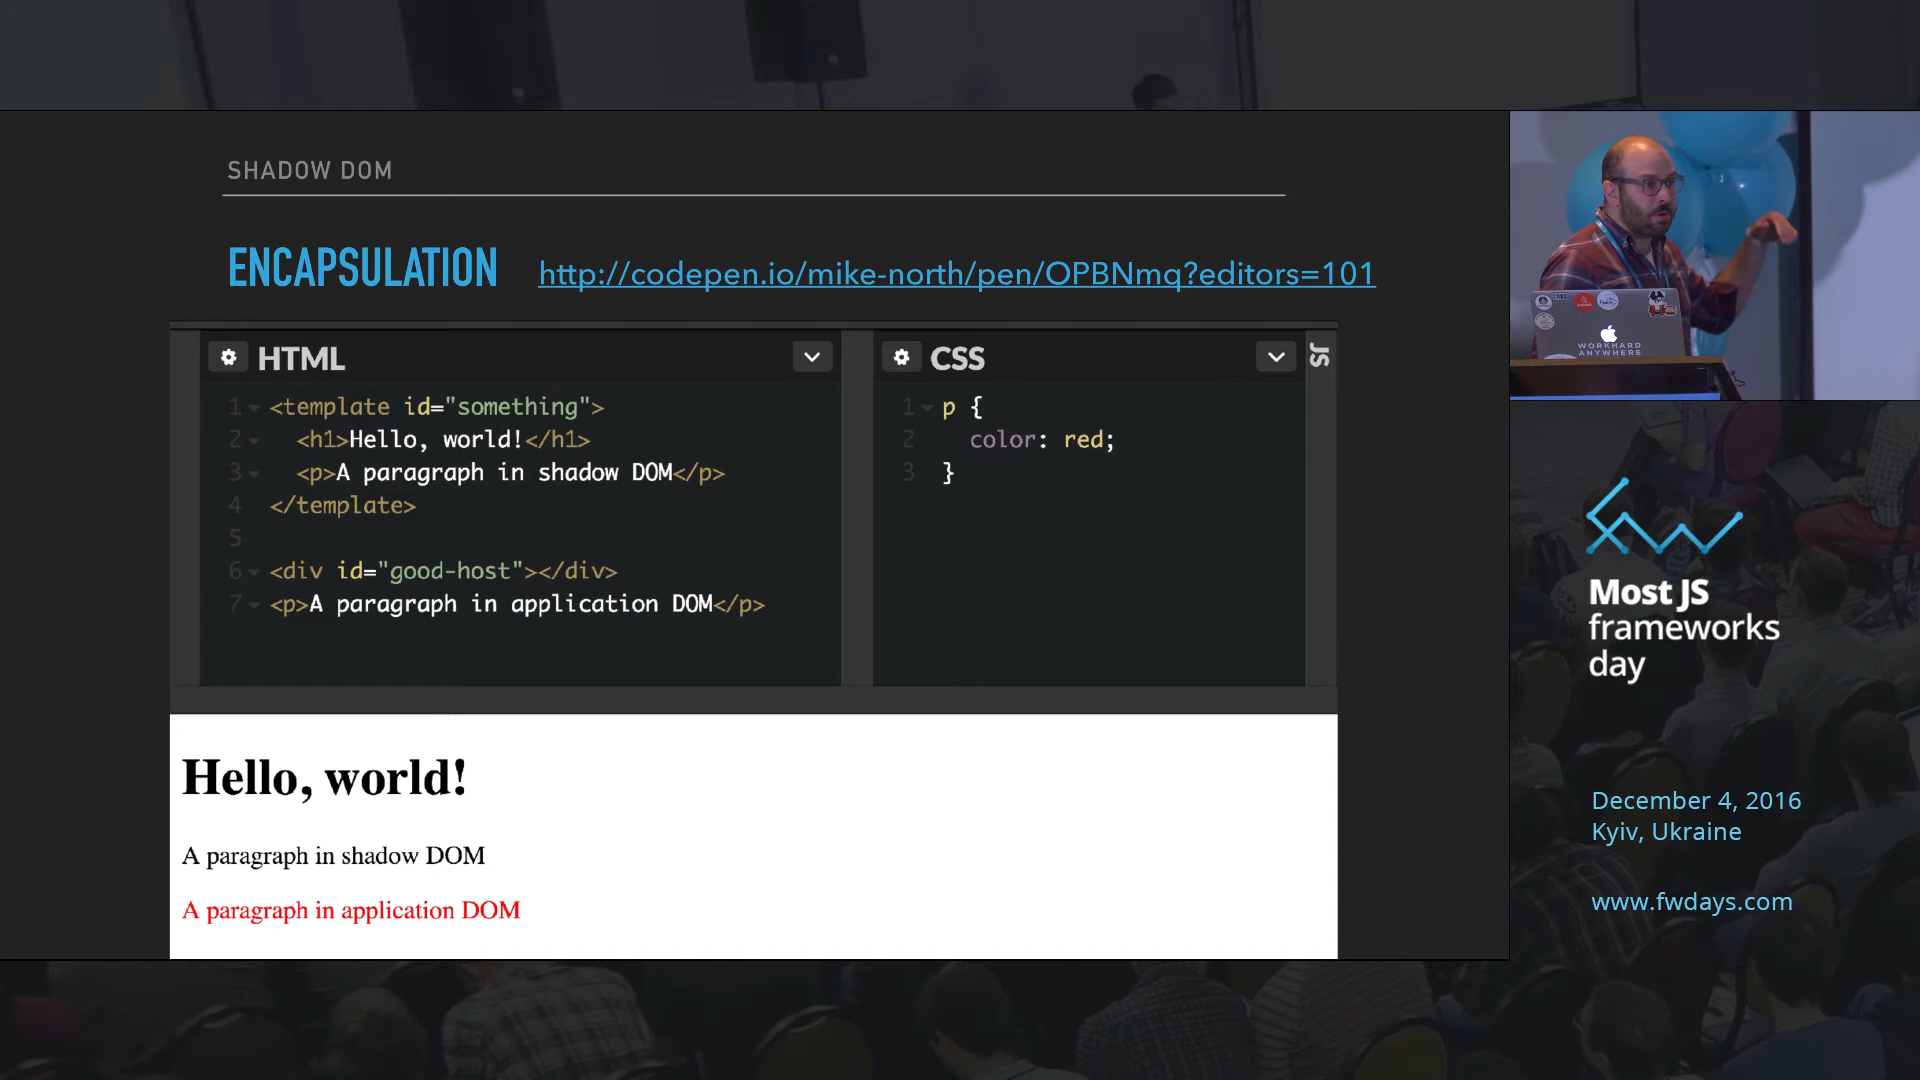 SHADOW DOM
ENCAPSULATION http://codepen.io/mike-north/pen/OPBNmq?editors=101
HTML
1 <template id="something">
2 <h1>Hello, world!</h1>
3 <p>A paragraph in shadow DOM</p>
4 </template>
5
6 <div id="good-host"></div>
7 <p>A paragraph in application DOM</p>
CSS
1 p {
2 color: red;
3 }
JS
Hello, world!
A paragraph in shadow DOM
A paragraph in application DOM
WORKHARD
ANYWHERE
Most JS
frameworks
day
December 4, 2016
Kyiv, Ukraine
www.fwdays.com